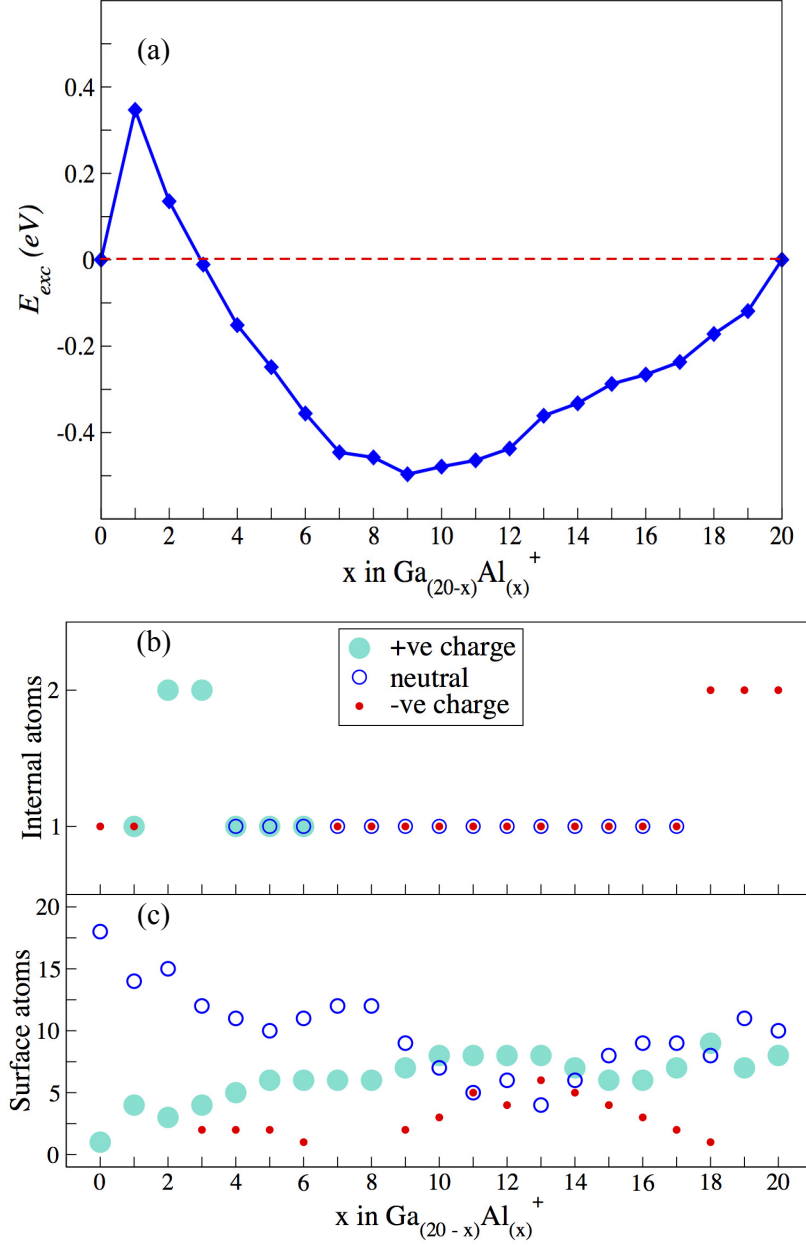 (a)
0.4
0.2
0
-0.2
-0.4
E_exc (eV)
0 2 4 6 8 10 12 14 16 18 20
x in Ga(20-x)Al(x)+
(b)
+ve charge
neutral
-ve charge
2
1
Internal atoms
(c)
20
15
10
5
0
Surface atoms
0 2 4 6 8 10 12 14 16 18 20
x in Ga(20 - x)Al(x)+